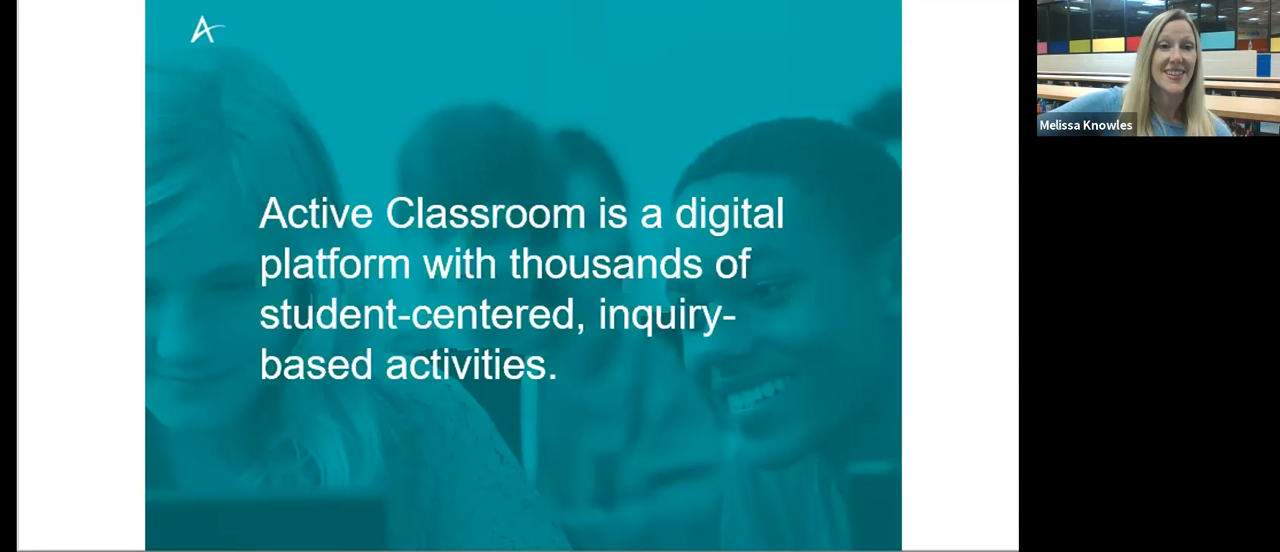 Active Classroom is a digital
platform with thousands of
student-centered, inquiry-
based activities.
Melissa Knowles